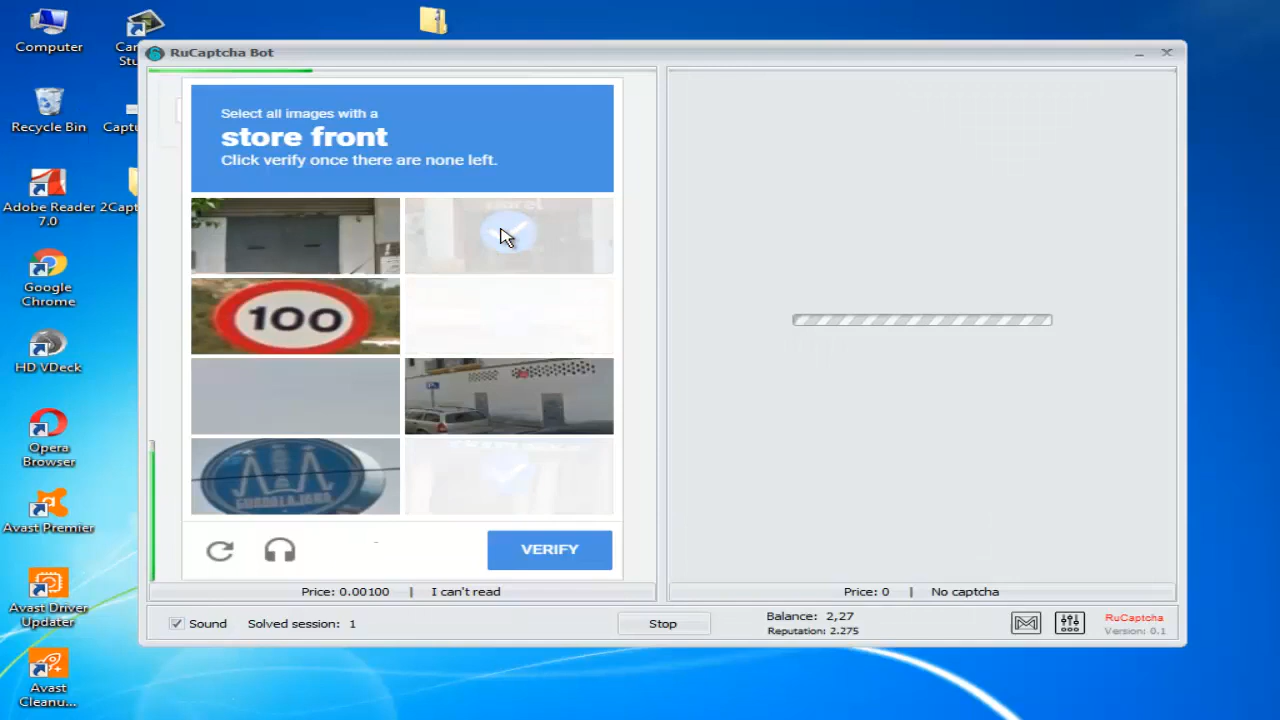 Computer
Recycle Bin
Adobe Reader
7.0
2Capt
Google
Chrome
HD VDeck
Opera
Browser
Avast Premier
Avast Driver
Updater
Avast
Cleanu...
RuCaptcha Bot
Select all images with a
store front
Click verify once there are none left.
100
GUADALAJARA
VERIFY
Price: 0.00100 | I can't read
Price: 0 | No captcha
Sound
Solved session: 1
Stop
Balance: 2,27
Reputation: 2.275
RuCaptcha
Version: 0.1